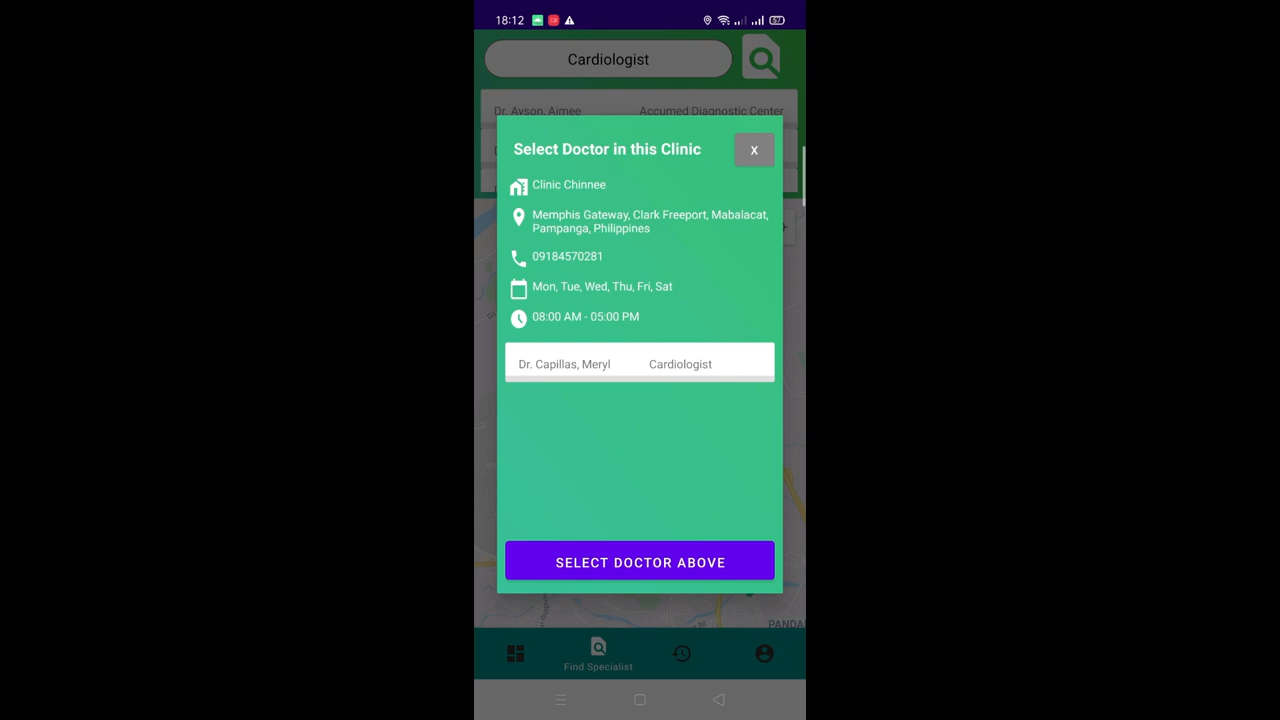 18:12
57
Cardiologist
Dr. Ayson, Aimee Accumed Diagnostic Center
Select Doctor in this Clinic
X
Clinic Chinnee
Memphis Gateway, Clark Freeport, Mabalacat,
Pampanga, Philippines
09184570281
Mon, Tue, Wed, Thu, Fri, Sat
08:00 AM - 05:00 PM
Dr. Capillas, Meryl Cardiologist
SELECT DOCTOR ABOVE
Find Specialist